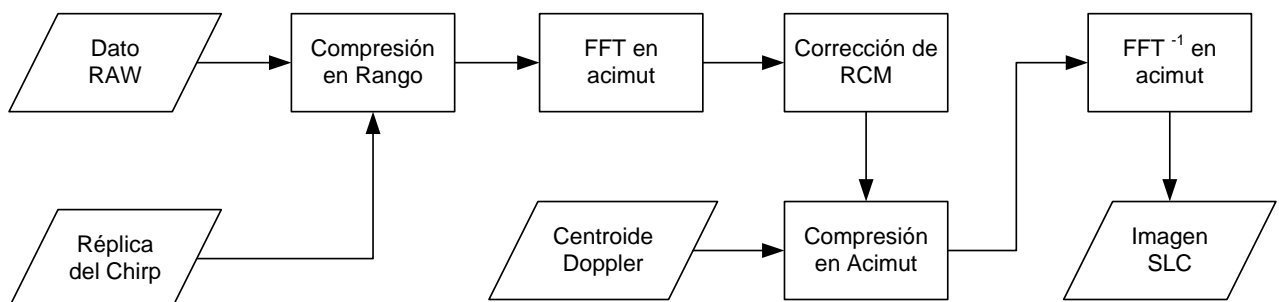 Dato
RAW
Compresión
en Rango
FFT en
acimut
Corrección de
RCM
FFT -1 en
acimut
Réplica
del Chirp
Centroide
Doppler
Compresión
en Acimut
Imagen
SLC